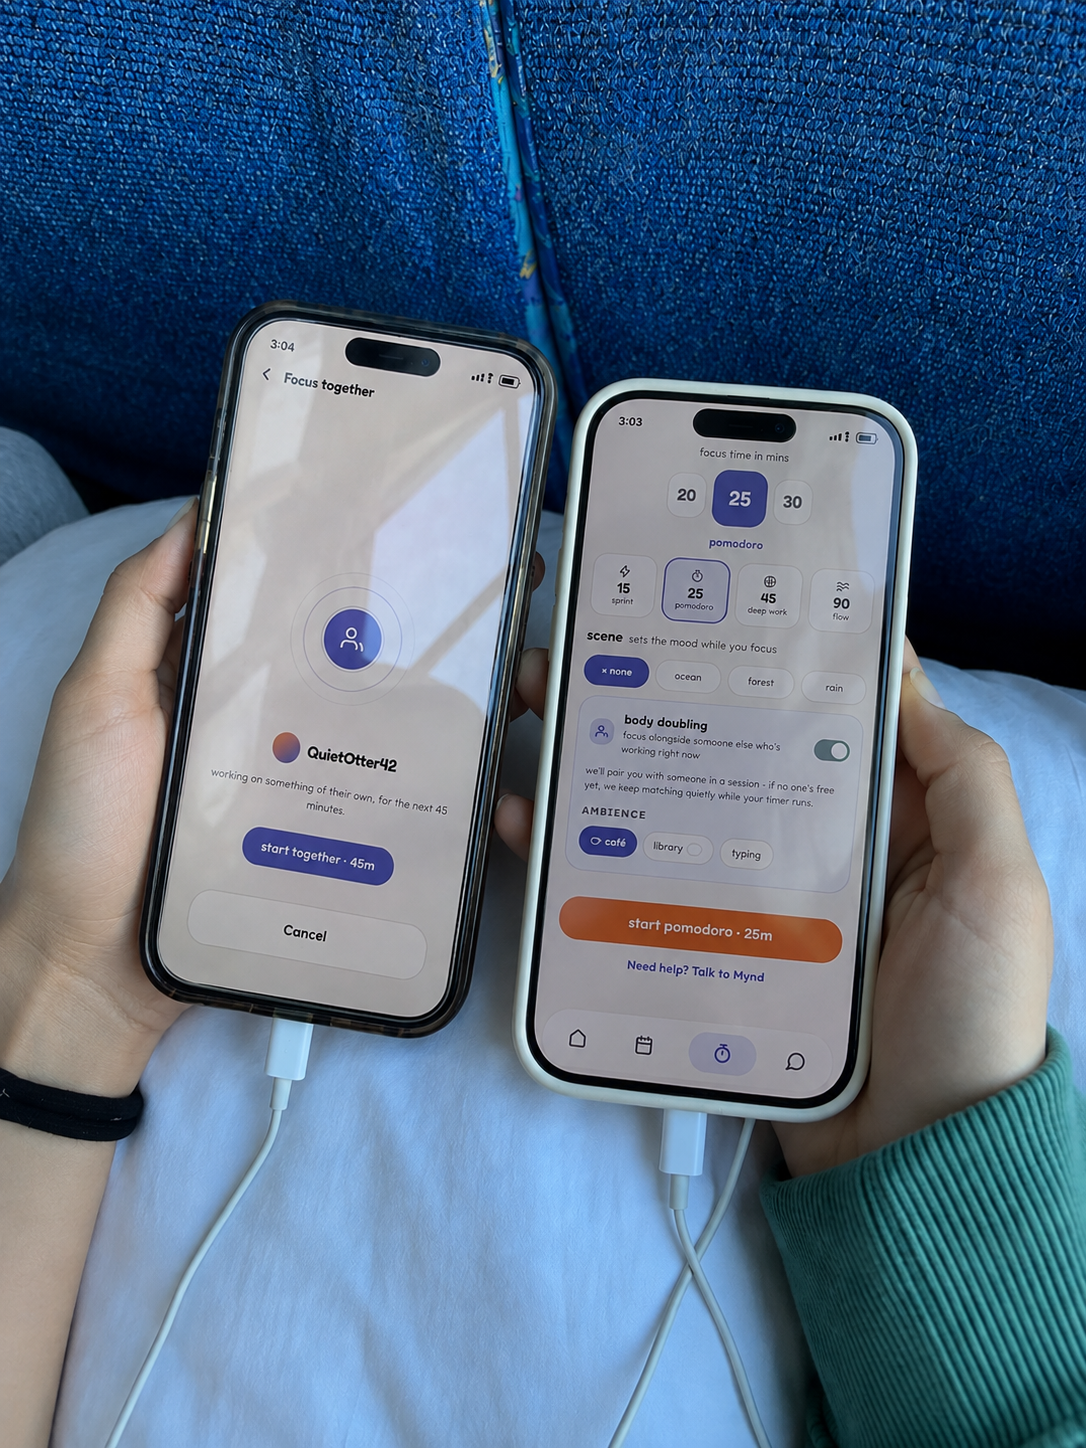 3:04
Focus together
QuietOtter42
working on something of their own, for the next 45
minutes.
start together · 45m
Cancel
3:03
focus time in mins
20
25
30
pomodoro
15
sprint
25
pomodoro
45
deep work
90
flow
scene sets the mood while you focus
× none
ocean
forest
rain
body doubling
focus alongside somoone else who's
working right now
we'll pair you with someone in a session - if no one's free
yet, we keep matching quietly while your timer runs.
AMBIENCE
café
library
typing
start pomodoro · 25m
Need help? Talk to Mynd